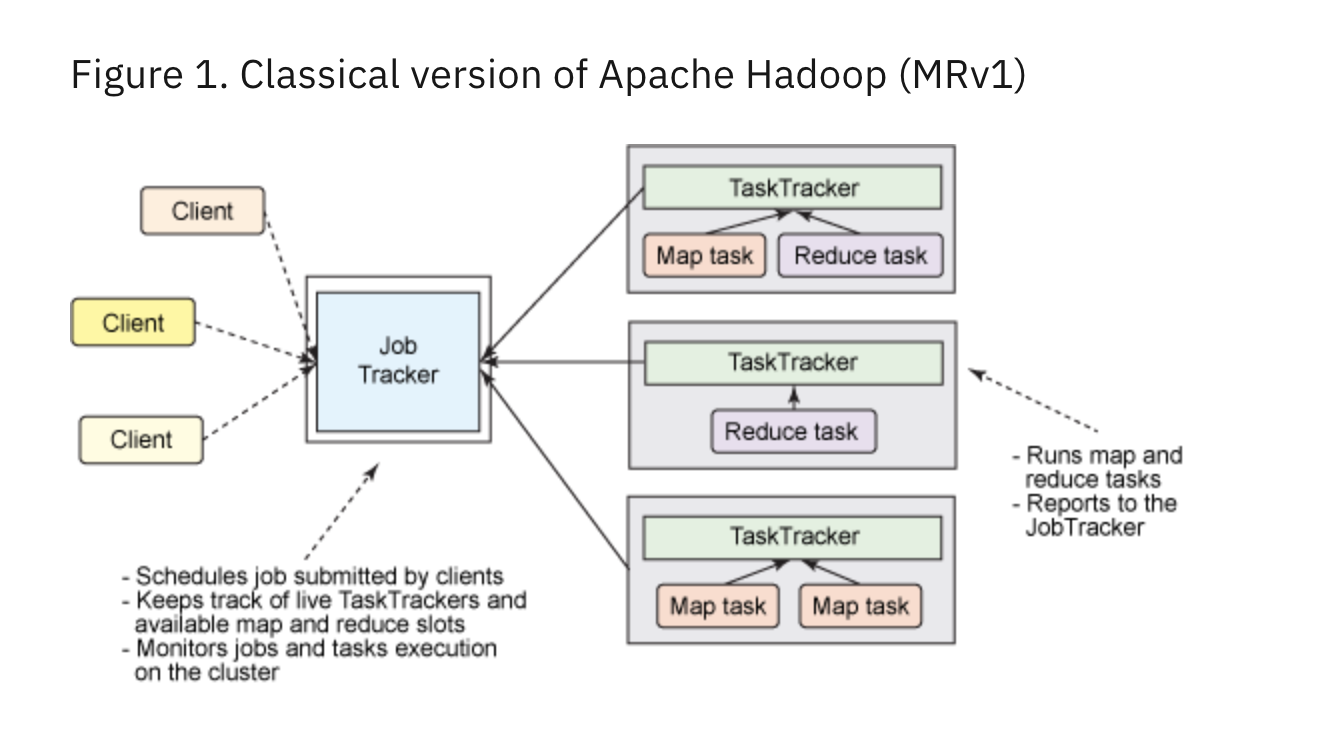 Figure 1. Classical version of Apache Hadoop (MRv1)
Client
Client
Client
Job
Tracker
TaskTracker
Map task
Reduce task
TaskTracker
Reduce task
TaskTracker
Map task
Map task
- Schedules job submitted by clients
- Keeps track of live TaskTrackers and
available map and reduce slots
- Monitors jobs and tasks execution
on the cluster
- Runs map and
reduce tasks
- Reports to the
JobTracker